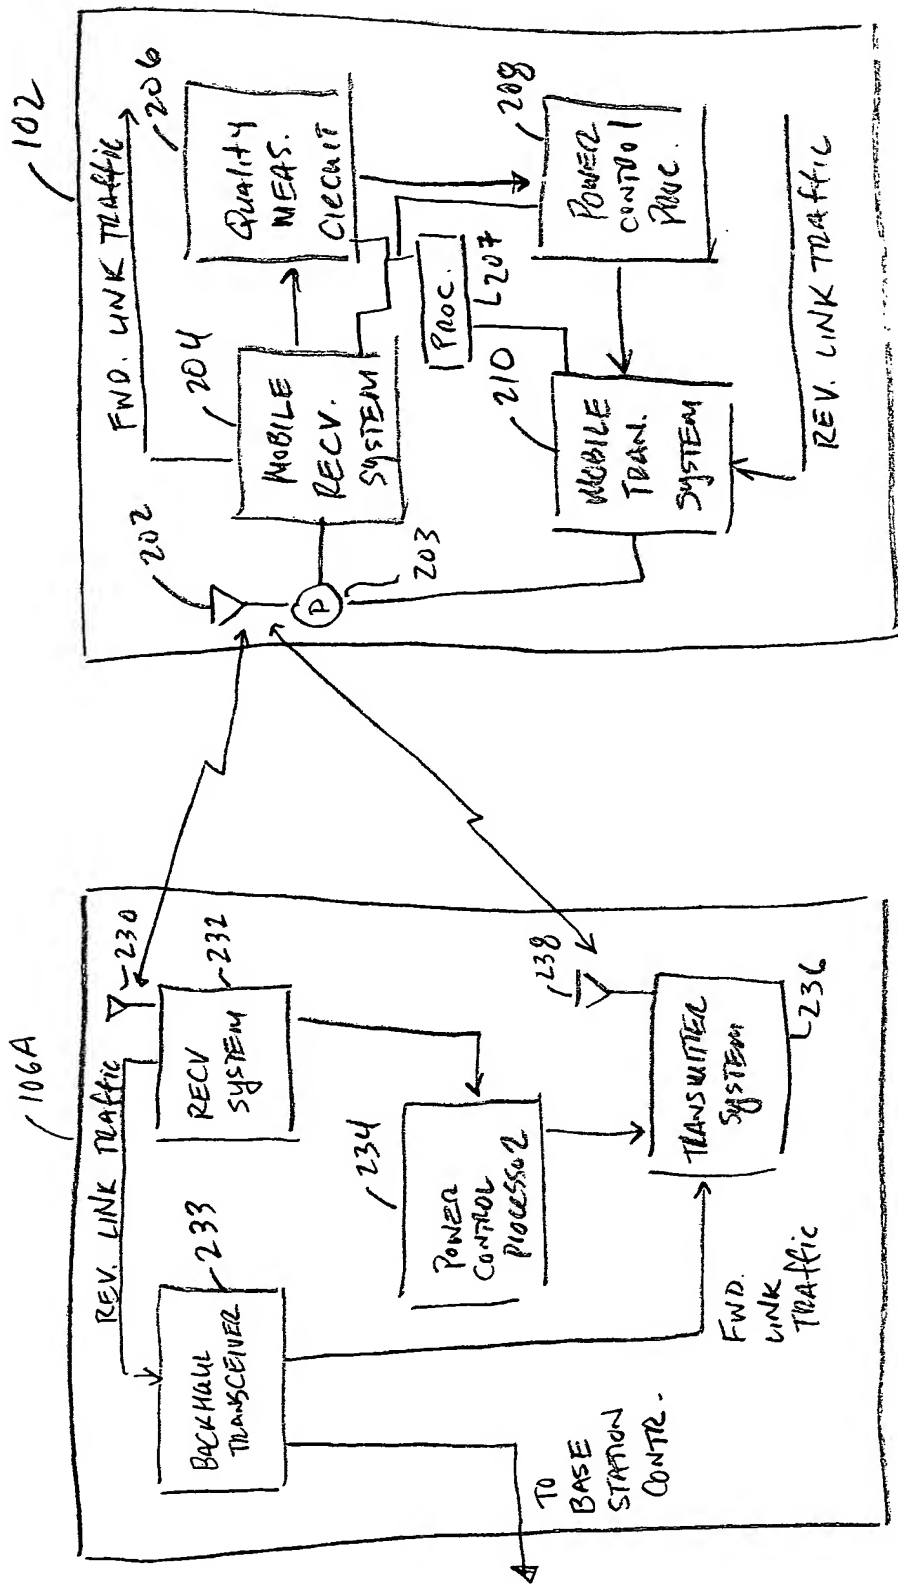 106A
REV. LINK TRAFFIC
230
RECV
SYSTEM
232
BACKHAUL
TRANSCEIVER
233
234
POWER
CONTROL
PROCESSOR
238
TRANSMITTER
SYSTEM
236
FWD.
LINK
TRAFFIC
TO
BASE
STATION
CONTR.
102
FWD. LINK TRAFFIC
202
204
MOBILE
RECV.
SYSTEM
206
Quality
MEAS.
CIRCUIT
D
203
PROC.
207
208
POWER
CONTROL
PROC.
210
MOBILE
TRAN.
SYSTEM
REV. LINK TRAFFIC